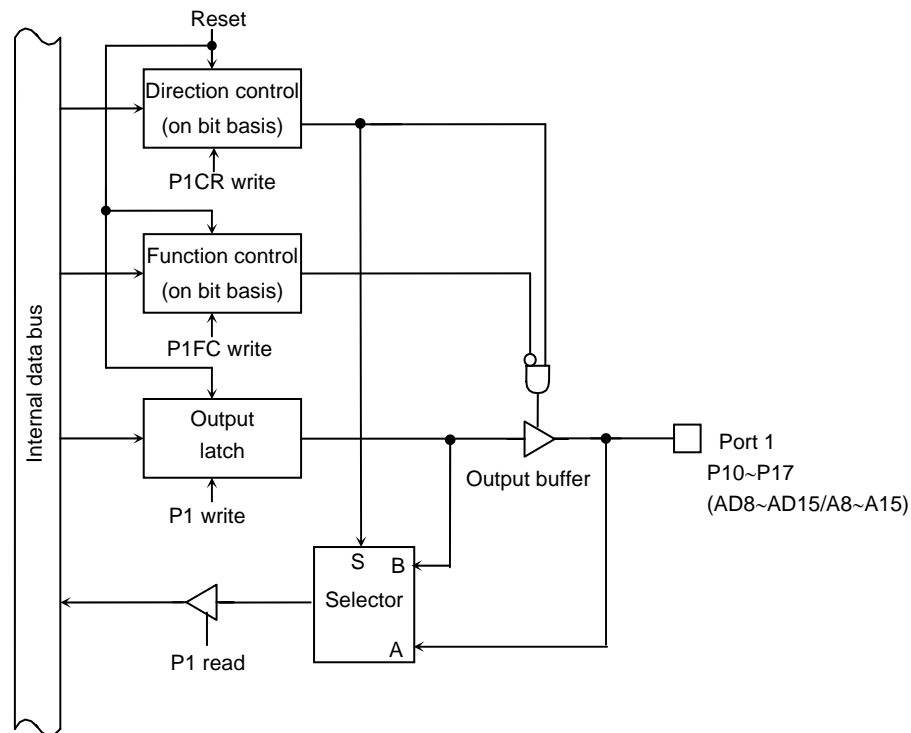 Reset
Direction control
(on bit basis)
P1CR write
Function control
(on bit basis)
P1FC write
Internal data bus
Output
latch
P1 write
Output buffer
Port 1
P10~P17
(AD8~AD15/A8~A15)
S
B
Selector
A
P1 read